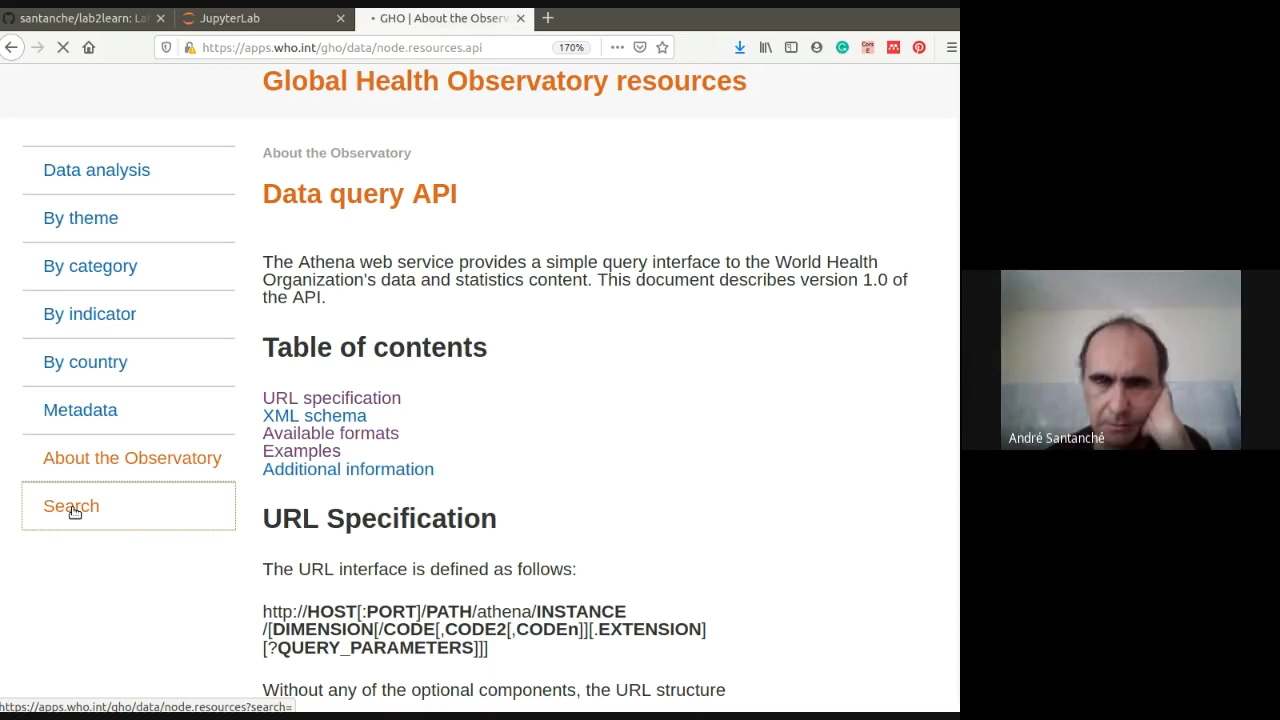 santanche/lab2learn: La
JupyterLab
GHO | About the Observ
https://apps.who.int/gho/data/node.resources.api
170%
Global Health Observatory resources
Data analysis
By theme
By category
By indicator
By country
Metadata
About the Observatory
Search
About the Observatory
Data query API
The Athena web service provides a simple query interface to the World Health
Organization's data and statistics content. This document describes version 1.0 of
the API.
Table of contents
URL specification
XML schema
Available formats
Examples
Additional information
URL Specification
The URL interface is defined as follows:
http://HOST[:PORT]/PATH/athena/INSTANCE
/[DIMENSION[/CODE[,CODE2[,CODEn]][.EXTENSION]
[?QUERY_PARAMETERS]]]
Without any of the optional components, the URL structure
https://apps.who.int/gho/data/node.resources?search=
André Santanché